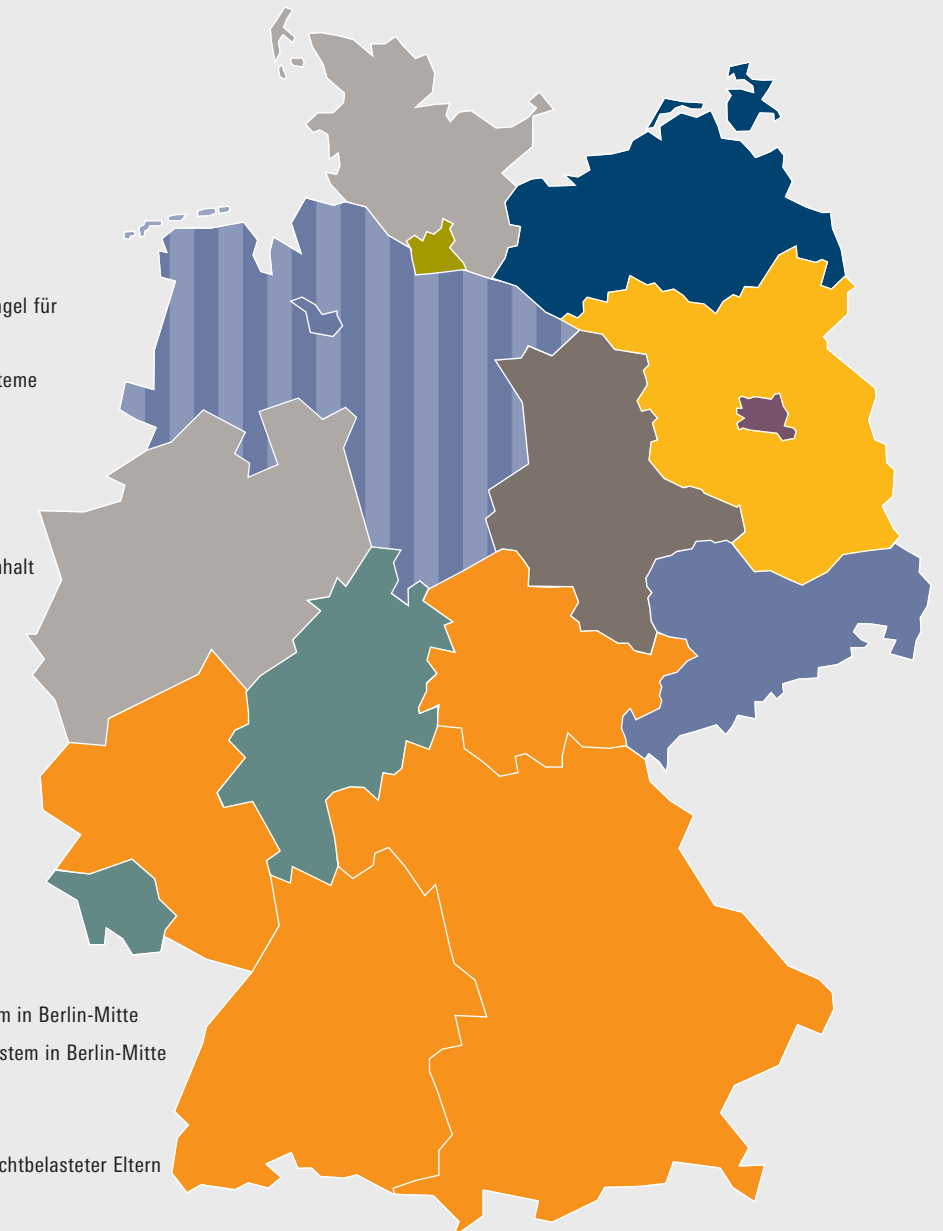 gel für
teme
halt
m in Berlin-Mitte
stem in Berlin-Mitte
chtbelasteter Eltern